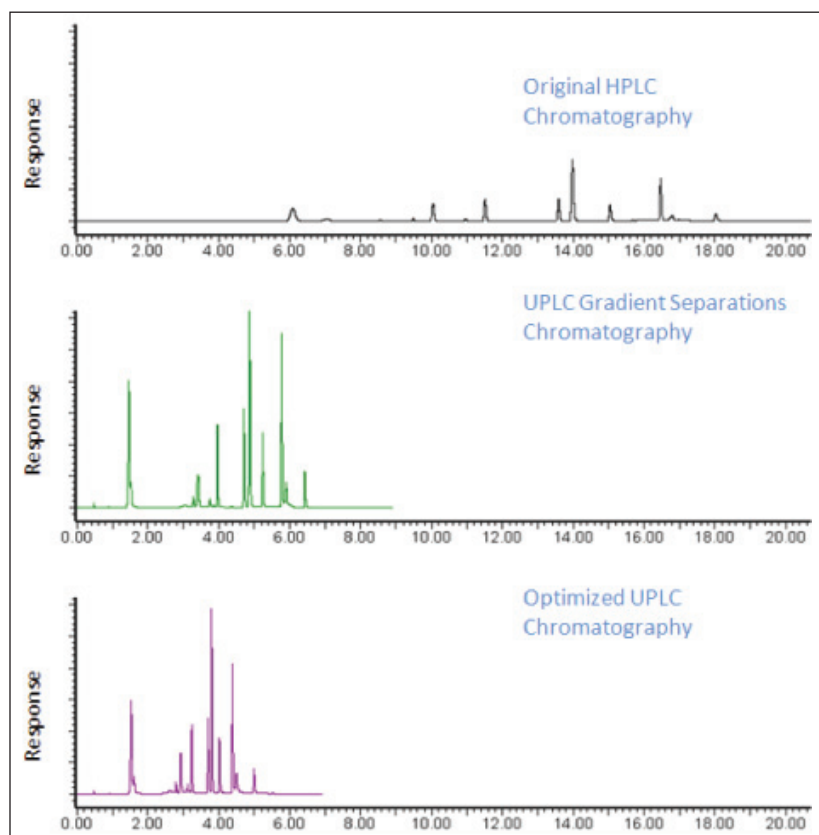 Response
Original HPLC
Chromatography
0.00 2.00 4.00 6.00 8.00 10.00 12.00 14.00 16.00 18.00 20.00
Response
UPLC Gradient Separations
Chromatography
0.00 2.00 4.00 6.00 8.00 10.00 12.00 14.00 16.00 18.00 20.00
Response
Optimized UPLC
Chromatography
0.00 2.00 4.00 6.00 8.00 10.00 12.00 14.00 16.00 18.00 20.00